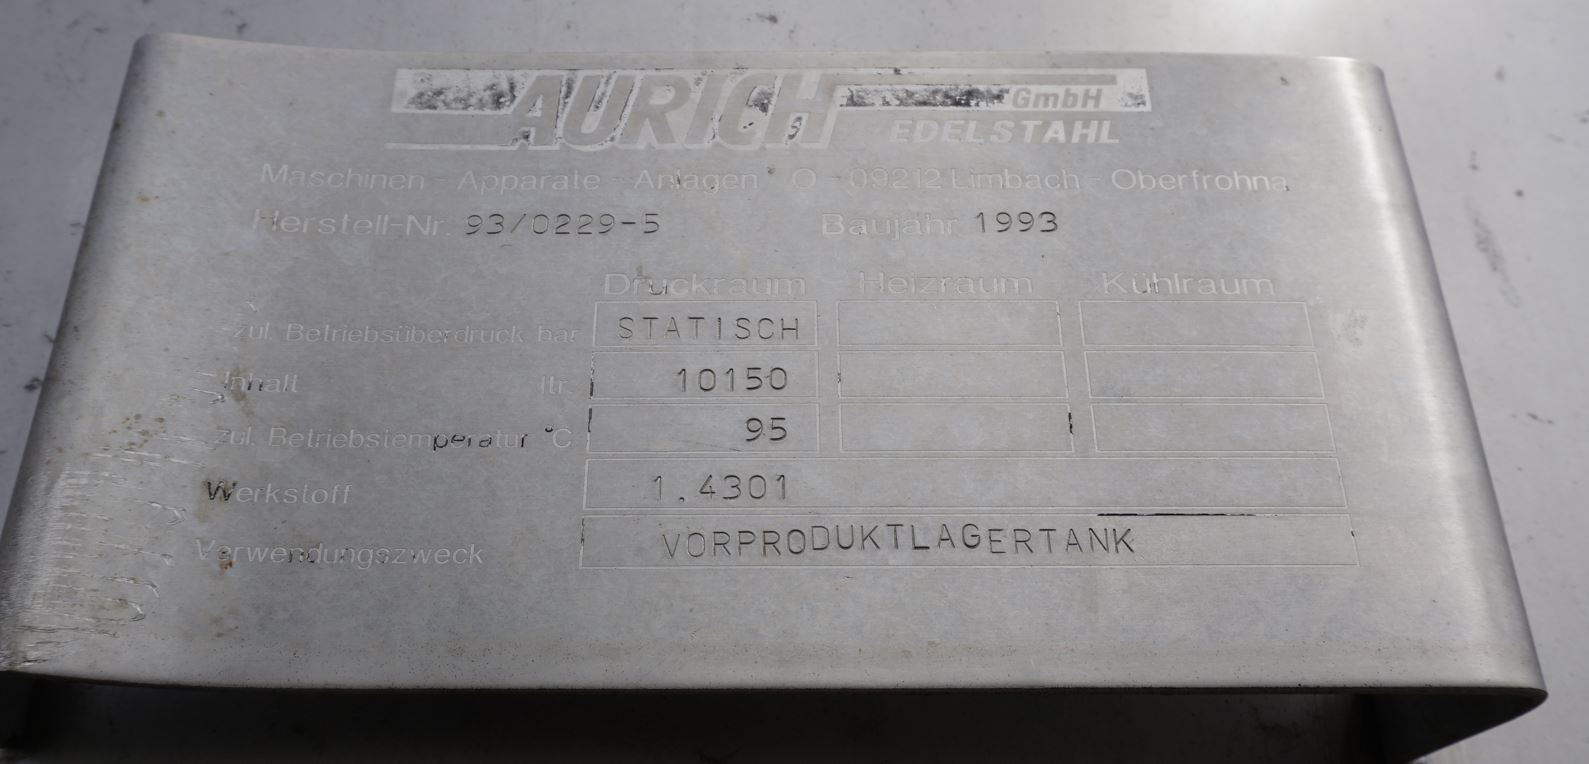 AURICH GmbH
EDELSTAHL
Maschinen - Apparate - Anlagen O - 09212 Limbach - Oberfrohna
Herstell-Nr. 93/0229-5 Baujahr 1993
Druckraum Heizraum Kühlraum
zul. Betriebsüberdruck bar STATISCH
Inhalt ltr. 10150
zul. Betriebstemperatur °C 95
Werkstoff 1.4301
Verwendungszweck VORPRODUKTLAGERTANK